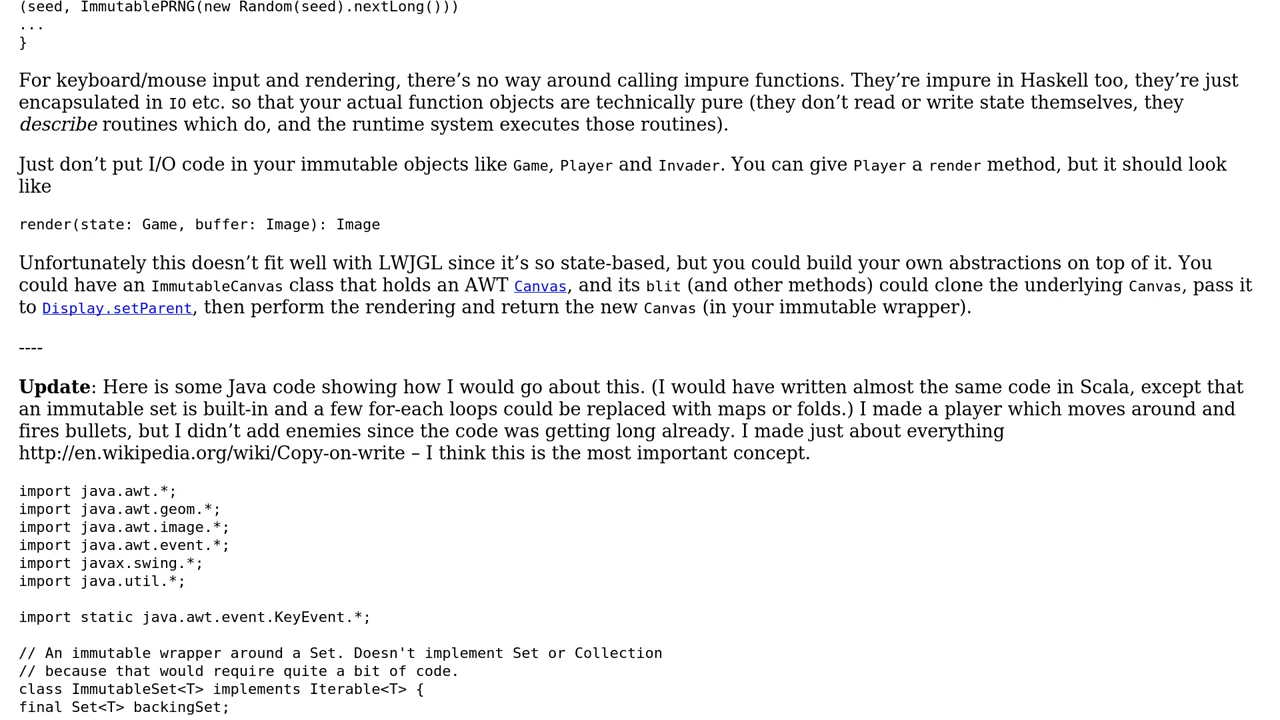 (seed, ImmutablePRNG(new Random(seed).nextLong()))
...
}
For keyboard/mouse input and rendering, there’s no way around calling impure functions. They’re impure in Haskell too, they’re just
encapsulated in IO etc. so that your actual function objects are technically pure (they don’t read or write state themselves, they
describe routines which do, and the runtime system executes those routines).
Just don’t put I/O code in your immutable objects like Game, Player and Invader. You can give Player a render method, but it should look
like
render(state: Game, buffer: Image): Image
Unfortunately this doesn’t fit well with LWJGL since it’s so state-based, but you could build your own abstractions on top of it. You
could have an ImmutableCanvas class that holds an AWT Canvas, and its blit (and other methods) could clone the underlying Canvas, pass it
to Display.setParent, then perform the rendering and return the new Canvas (in your immutable wrapper).
----
Update: Here is some Java code showing how I would go about this. (I would have written almost the same code in Scala, except that
an immutable set is built-in and a few for-each loops could be replaced with maps or folds.) I made a player which moves around and
fires bullets, but I didn’t add enemies since the code was getting long already. I made just about everything
http://en.wikipedia.org/wiki/Copy-on-write – I think this is the most important concept.
import java.awt.*;
import java.awt.geom.*;
import java.awt.image.*;
import java.awt.event.*;
import javax.swing.*;
import java.util.*;
import static java.awt.event.KeyEvent.*;
// An immutable wrapper around a Set. Doesn't implement Set or Collection
// because that would require quite a bit of code.
class ImmutableSet<T> implements Iterable<T> {
final Set<T> backingSet;